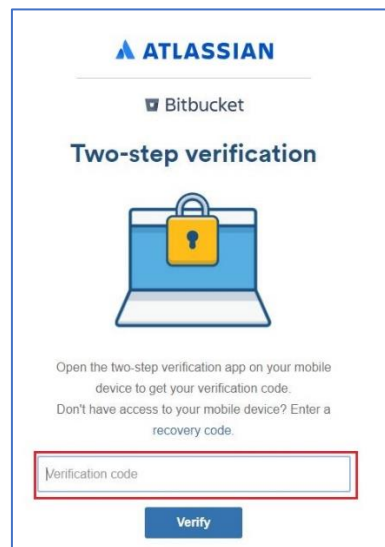 ATLASSIAN
Bitbucket
Two-step verification
Open the two-step verification app on your mobile
device to get your verification code.
Don't have access to your mobile device? Enter a
recovery code.
Verification code
Verify